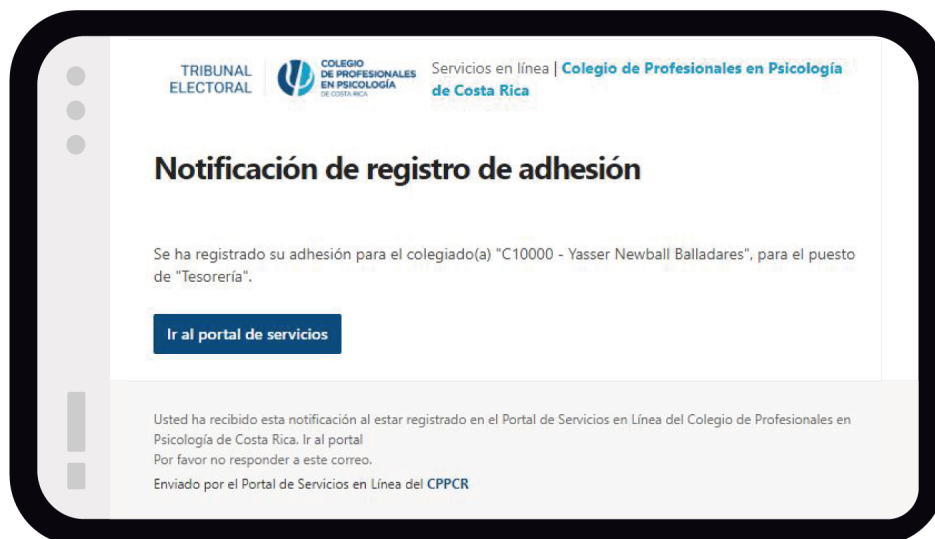 TRIBUNAL
ELECTORAL
COLEGIO
DE PROFESIONALES
EN PSICOLOGÍA
DE COSTA RICA
Servicios en línea | Colegio de Profesionales en Psicología
de Costa Rica
Notificación de registro de adhesión
Se ha registrado su adhesión para el colegiado(a) "C10000 - Yasser Newball Balladares", para el puesto
de "Tesorería".
Ir al portal de servicios
Usted ha recibido esta notificación al estar registrado en el Portal de Servicios en Línea del Colegio de Profesionales en
Psicología de Costa Rica. Ir al portal
Por favor no responder a este correo.
Enviado por el Portal de Servicios en Línea del CPPCR